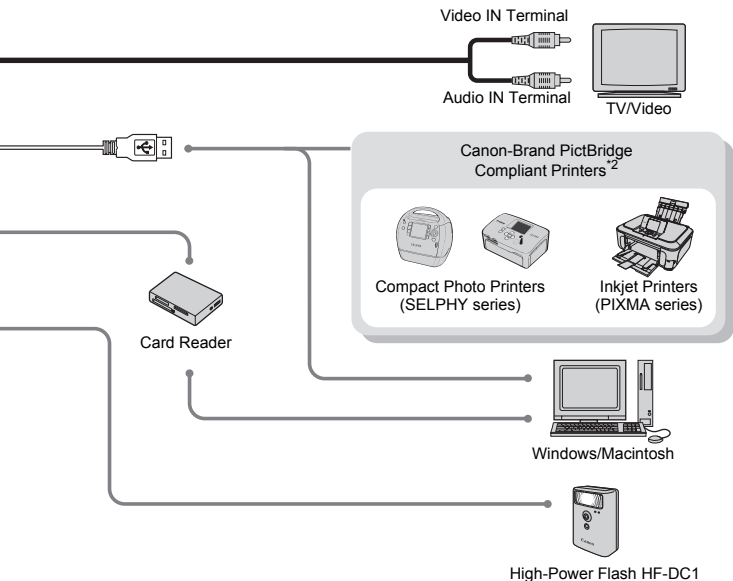 Video IN Terminal
Audio IN Terminal
TV/Video
Canon-Brand PictBridge
Compliant Printers*2
Compact Photo Printers
(SELPHY series)
Inkjet Printers
(PIXMA series)
Card Reader
Windows/Macintosh
Canon
High-Power Flash HF-DC1